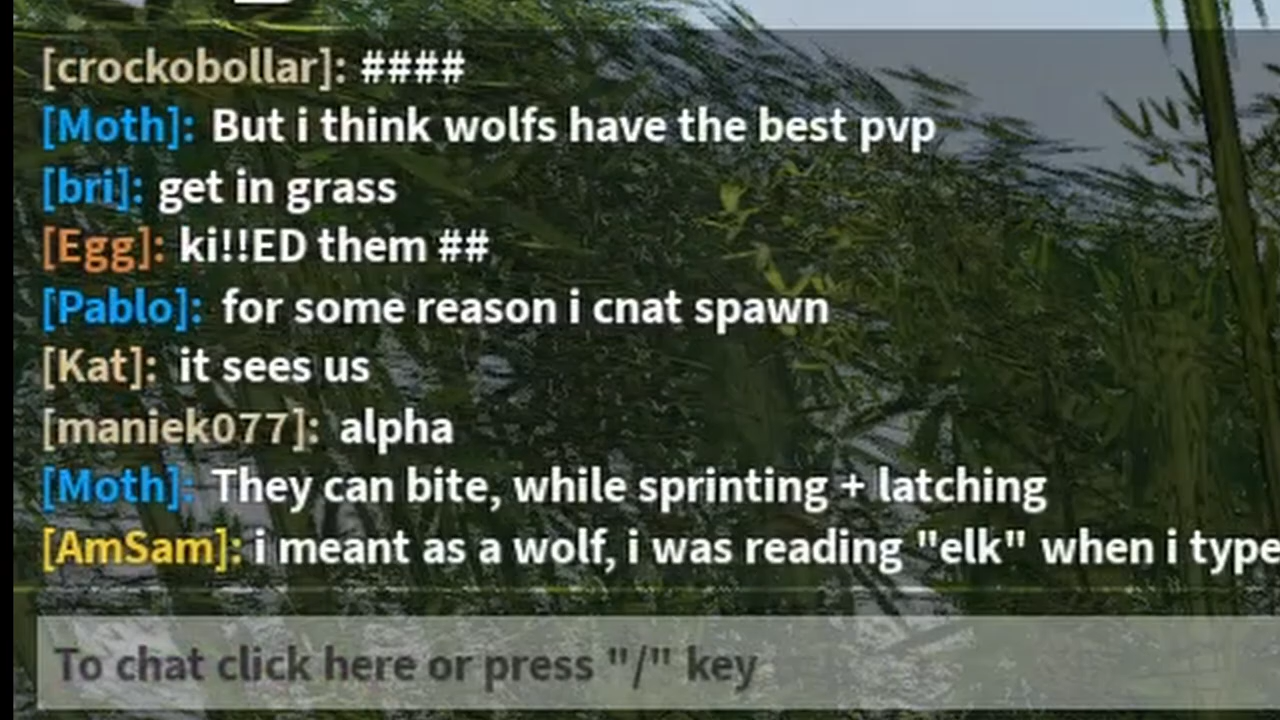 [crockobollar]: ####
[Moth]: But i think wolfs have the best pvp
[bri]: get in grass
[Egg]: ki!!ED them ##
[Pablo]: for some reason i cnat spawn
[Kat]: it sees us
[maniek077]: alpha
[Moth]: They can bite, while sprinting + latching
[AmSam]: i meant as a wolf, i was reading "elk" when i type
To chat click here or press "/" key